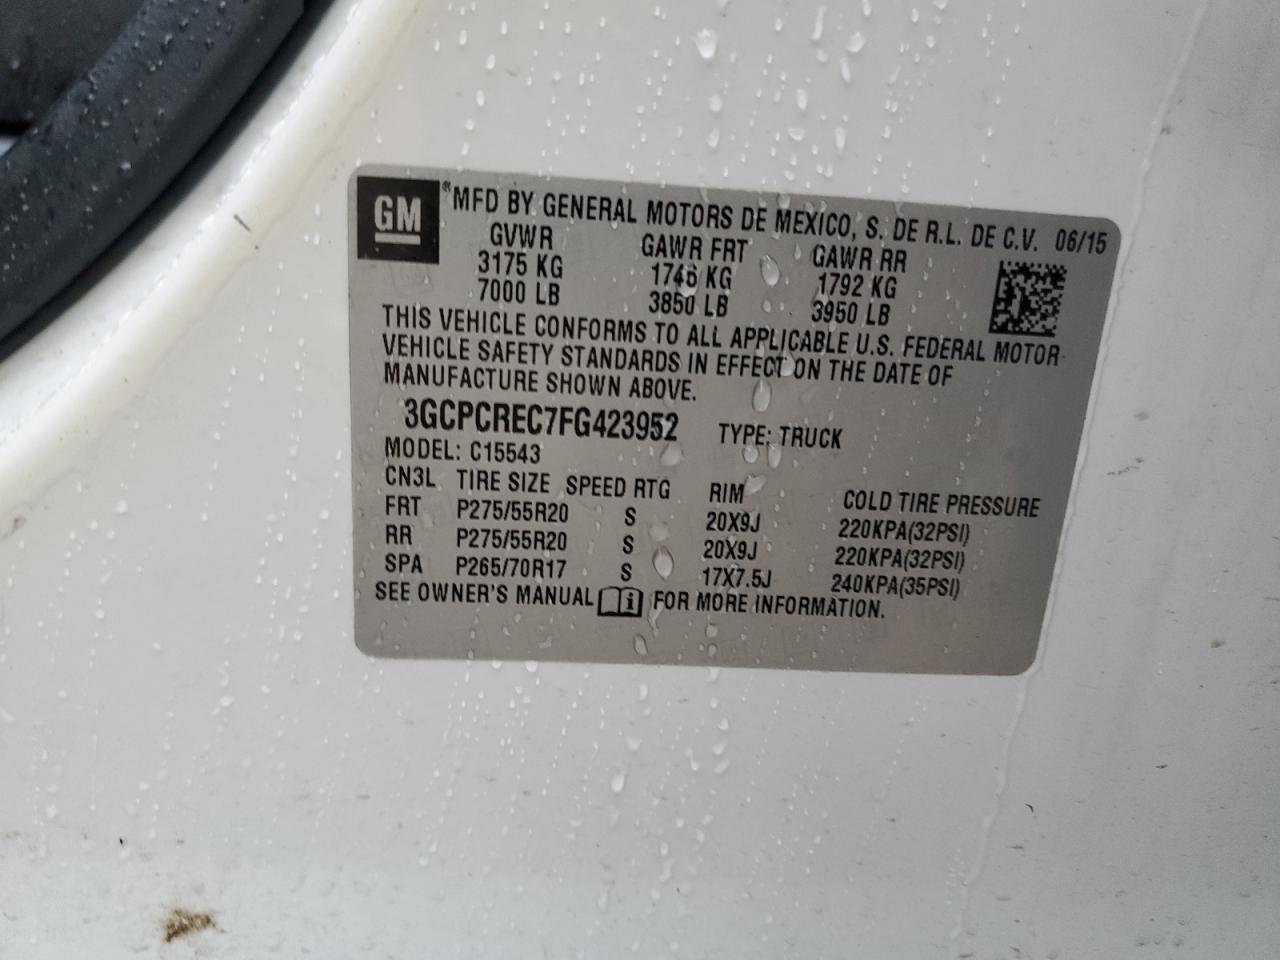 GM ®MFD BY GENERAL MOTORS DE MEXICO, S. DE R.L. DE C.V. 06/15
GVWR GAWR FRT GAWR RR
3175 KG 1746 KG 1792 KG
7000 LB 3850 LB 3950 LB
THIS VEHICLE CONFORMS TO ALL APPLICABLE U.S. FEDERAL MOTOR
VEHICLE SAFETY STANDARDS IN EFFECT ON THE DATE OF
MANUFACTURE SHOWN ABOVE.
3GCPCREC7FG423952 TYPE: TRUCK
MODEL: C15543
CN3L TIRE SIZE SPEED RTG RIM COLD TIRE PRESSURE
FRT P275/55R20 S 20X9J 220KPA(32PSI)
RR P275/55R20 S 20X9J 220KPA(32PSI)
SPA P265/70R17 S 17X7.5J 240KPA(35PSI)
SEE OWNER'S MANUAL FOR MORE INFORMATION.